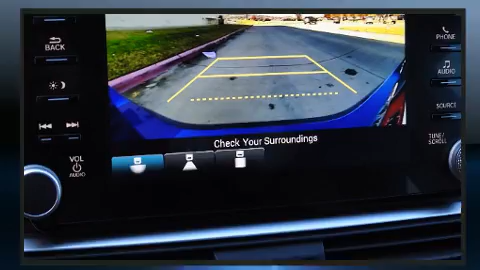 BACK
VOL
AUDIO
Check Your Surroundings
PHONE
AUDIO
SOURCE
TUNE/
SCROLL